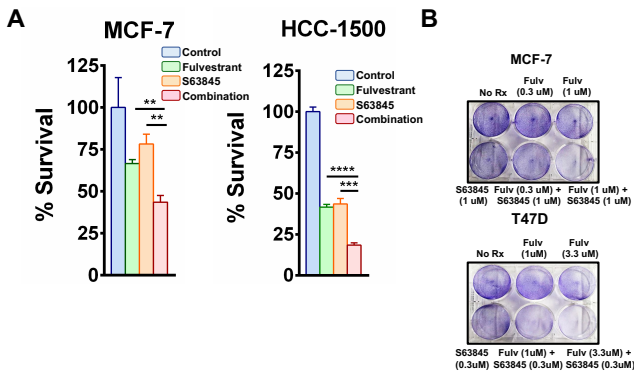 A
MCF-7
% Survival
125
100
75
50
25
0
Control
Fulvestrant
S63845
Combination
**
**
HCC-1500
% Survival
125
100
75
50
25
0
Control
Fulvestrant
S63845
Combination
****
***
B
MCF-7
No Rx Fulv (0.3 uM) Fulv (1 uM)
S63845 (1 uM) Fulv (0.3 uM) + S63845 (1 uM) Fulv (1 uM) + S63845 (1 uM)
T47D
No Rx Fulv (1uM) Fulv (3.3 uM)
S63845 (0.3uM) Fulv (1uM) + S63845 (0.3uM) Fulv (3.3uM) + S63845 (0.3uM)